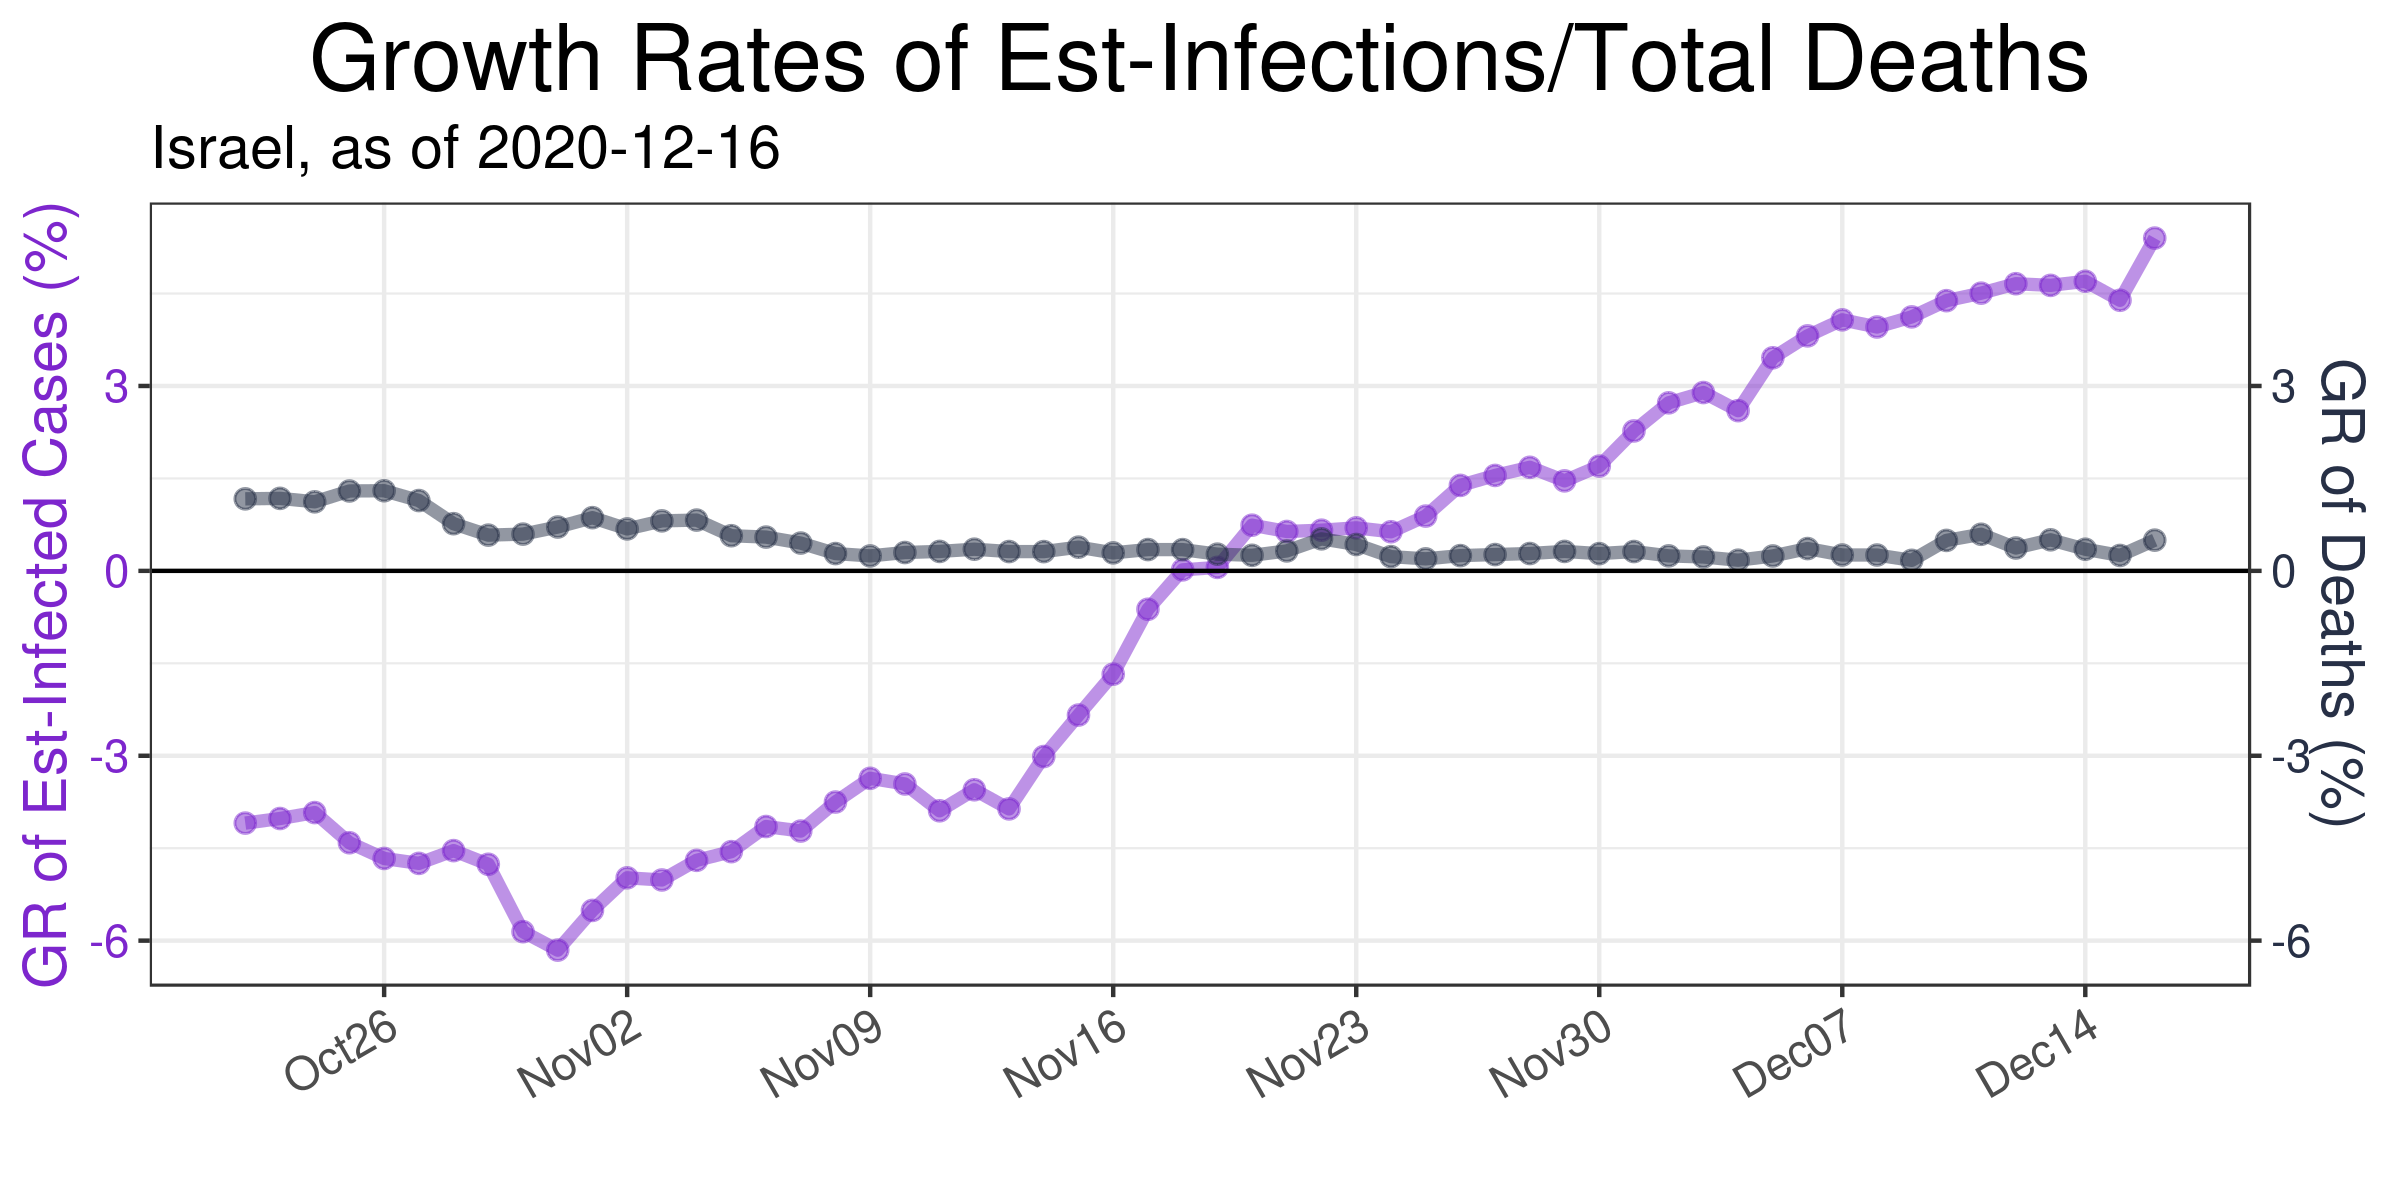 Growth Rates of Est-Infections/Total Deaths
Israel, as of 2020-12-16
GR of Est-Infected Cases (%)
3
0
-3
-6
3
0
-3
-6
GR of Deaths (%)
Oct26
Nov02
Nov09
Nov16
Nov23
Nov30
Dec07
Dec14